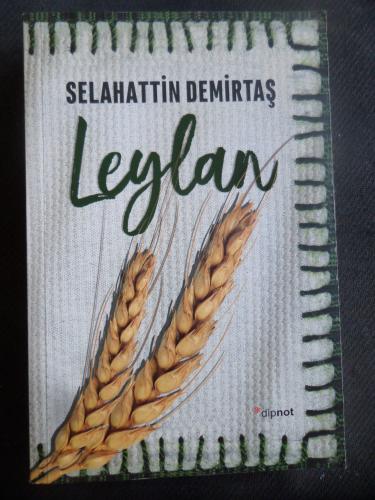 SELAHATTİN DEMİRTAŞ
Leylan
dipnot